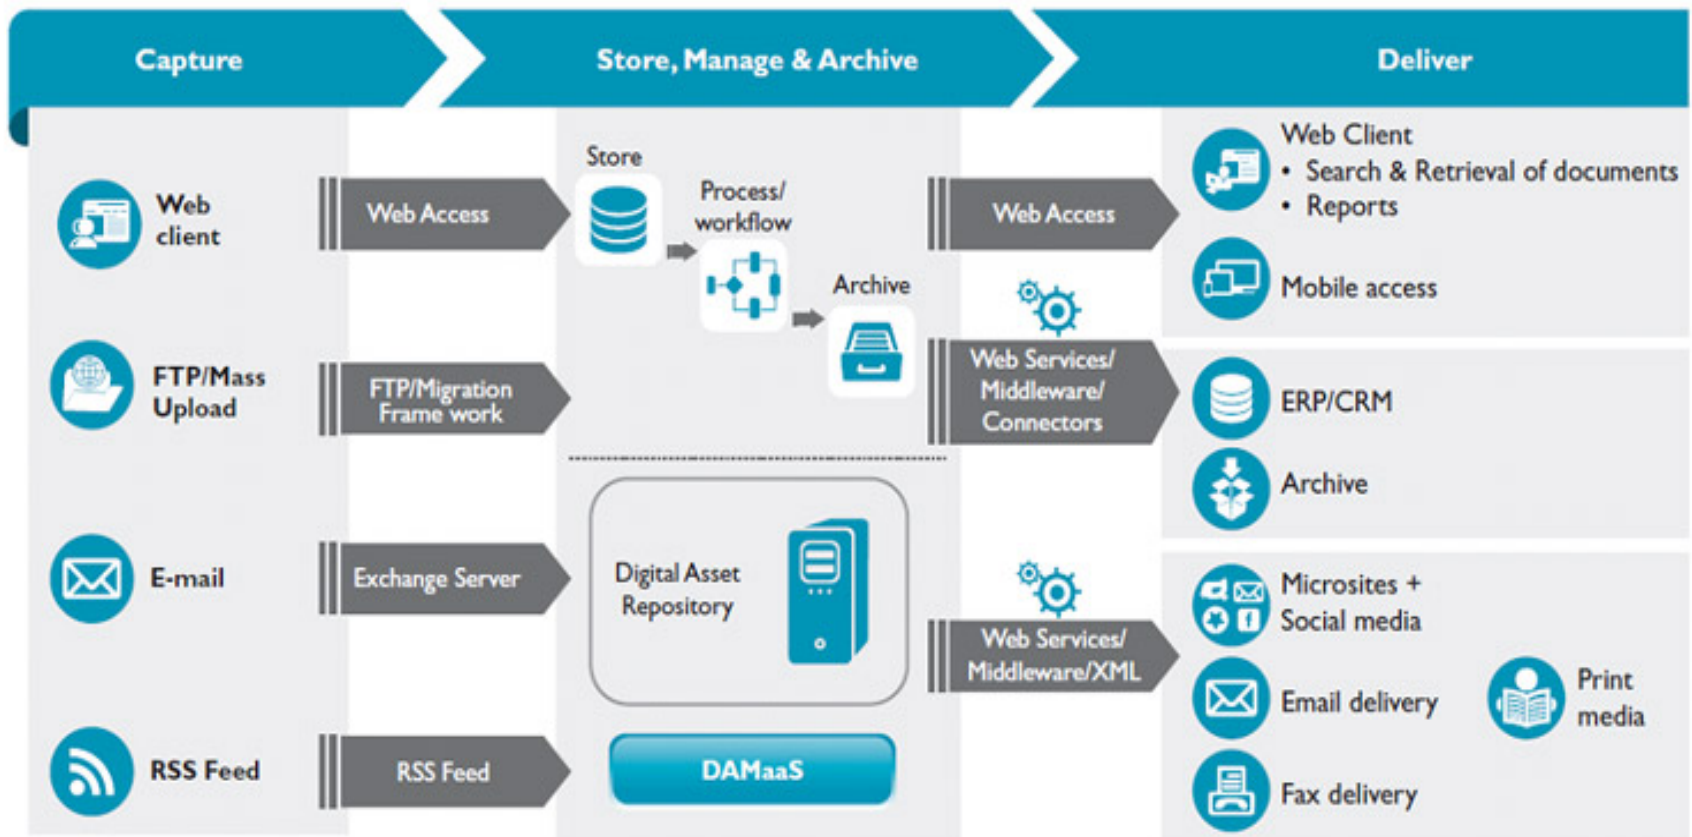 Capture
Store, Manage & Archive
Deliver
Web
client
FTP/Mass
Upload
E-mail
RSS Feed
Web Access
FTP/Migration
Frame work
Exchange Server
RSS Feed
Store
Process/
workflow
Archive
Digital Asset
Repository
DAMaaS
Web Access
Web Services/
Middleware/
Connectors
Web Services/
Middleware/XML
Web Client
• Search & Retrieval of documents
• Reports
Mobile access
ERP/CRM
Archive
Microsites +
Social media
Email delivery
Print
media
Fax delivery